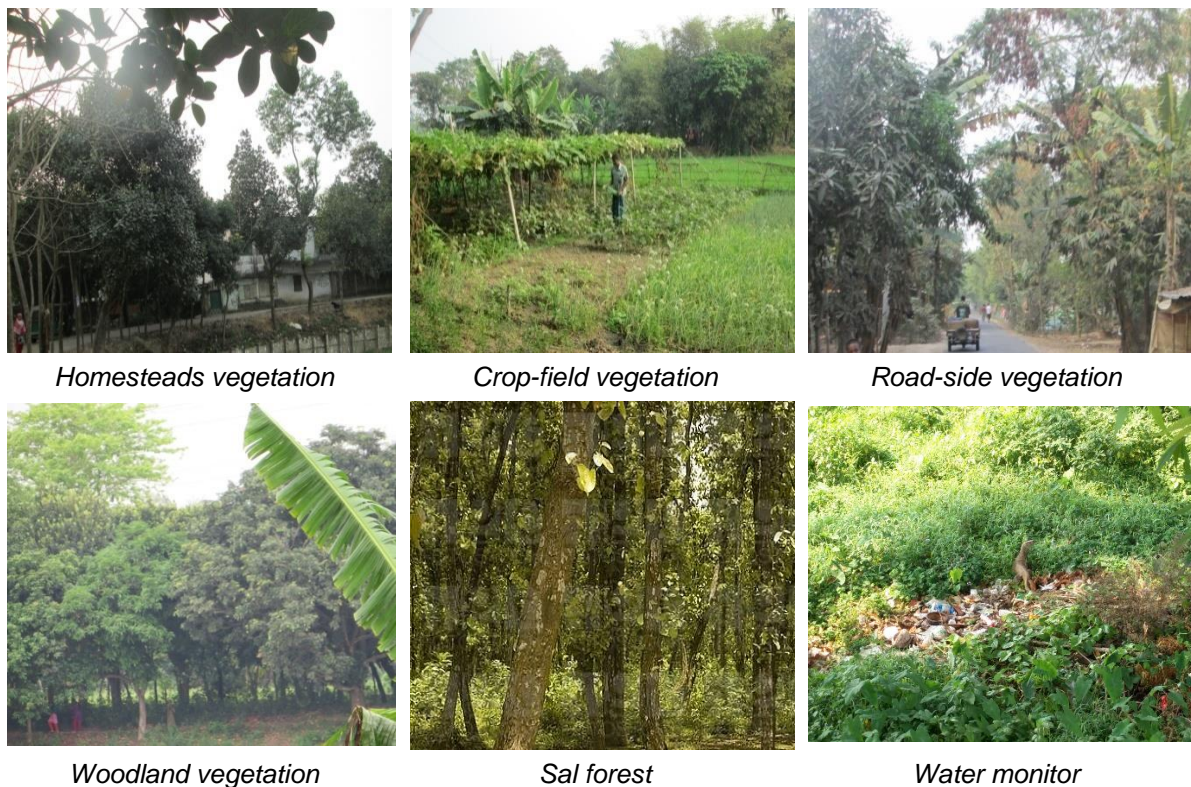 Homesteads vegetation
Crop-field vegetation
Road-side vegetation
Woodland vegetation
Sal forest
Water monitor